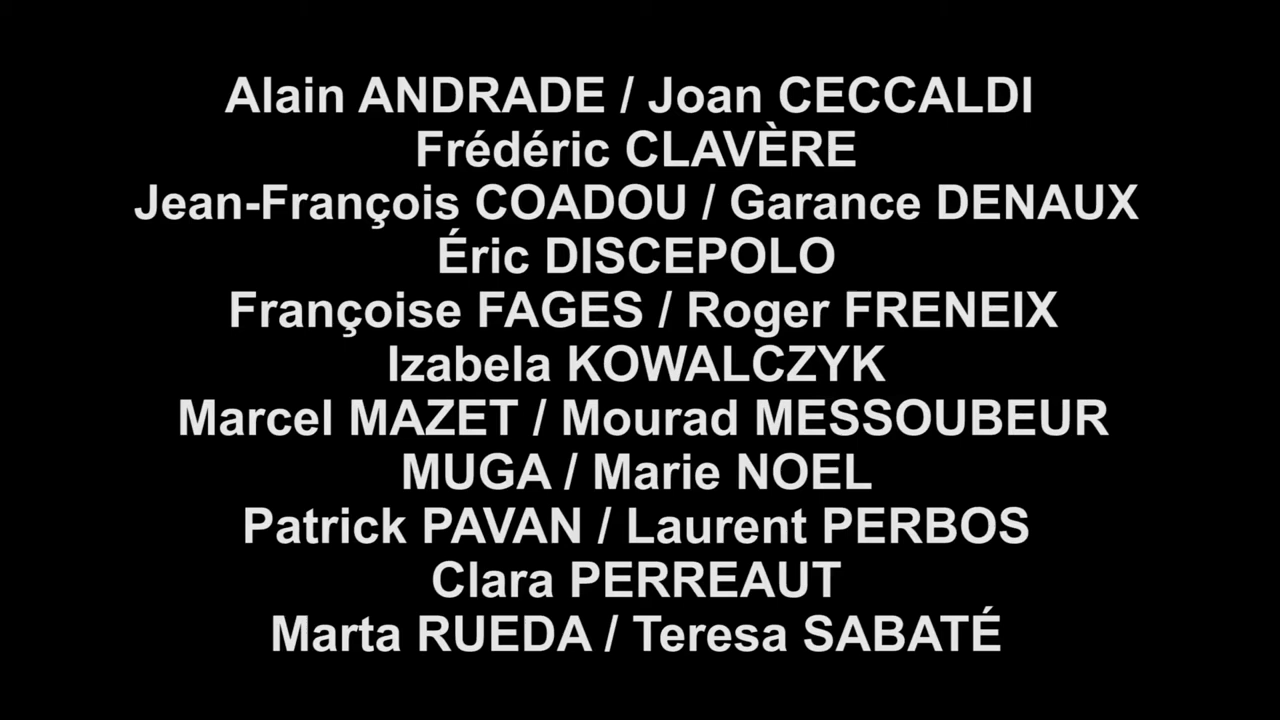 Alain ANDRADE / Joan CECCALDI
Frédéric CLAVÈRE
Jean-François COADOU / Garance DENAUX
Éric DISCEPOLO
Françoise FAGES / Roger FRENEIX
Izabela KOWALCZYK
Marcel MAZET / Mourad MESSOUBEUR
MUGA / Marie NOEL
Patrick PAVAN / Laurent PERBOS
Clara PERREAUT
Marta RUEDA / Teresa SABATÉ